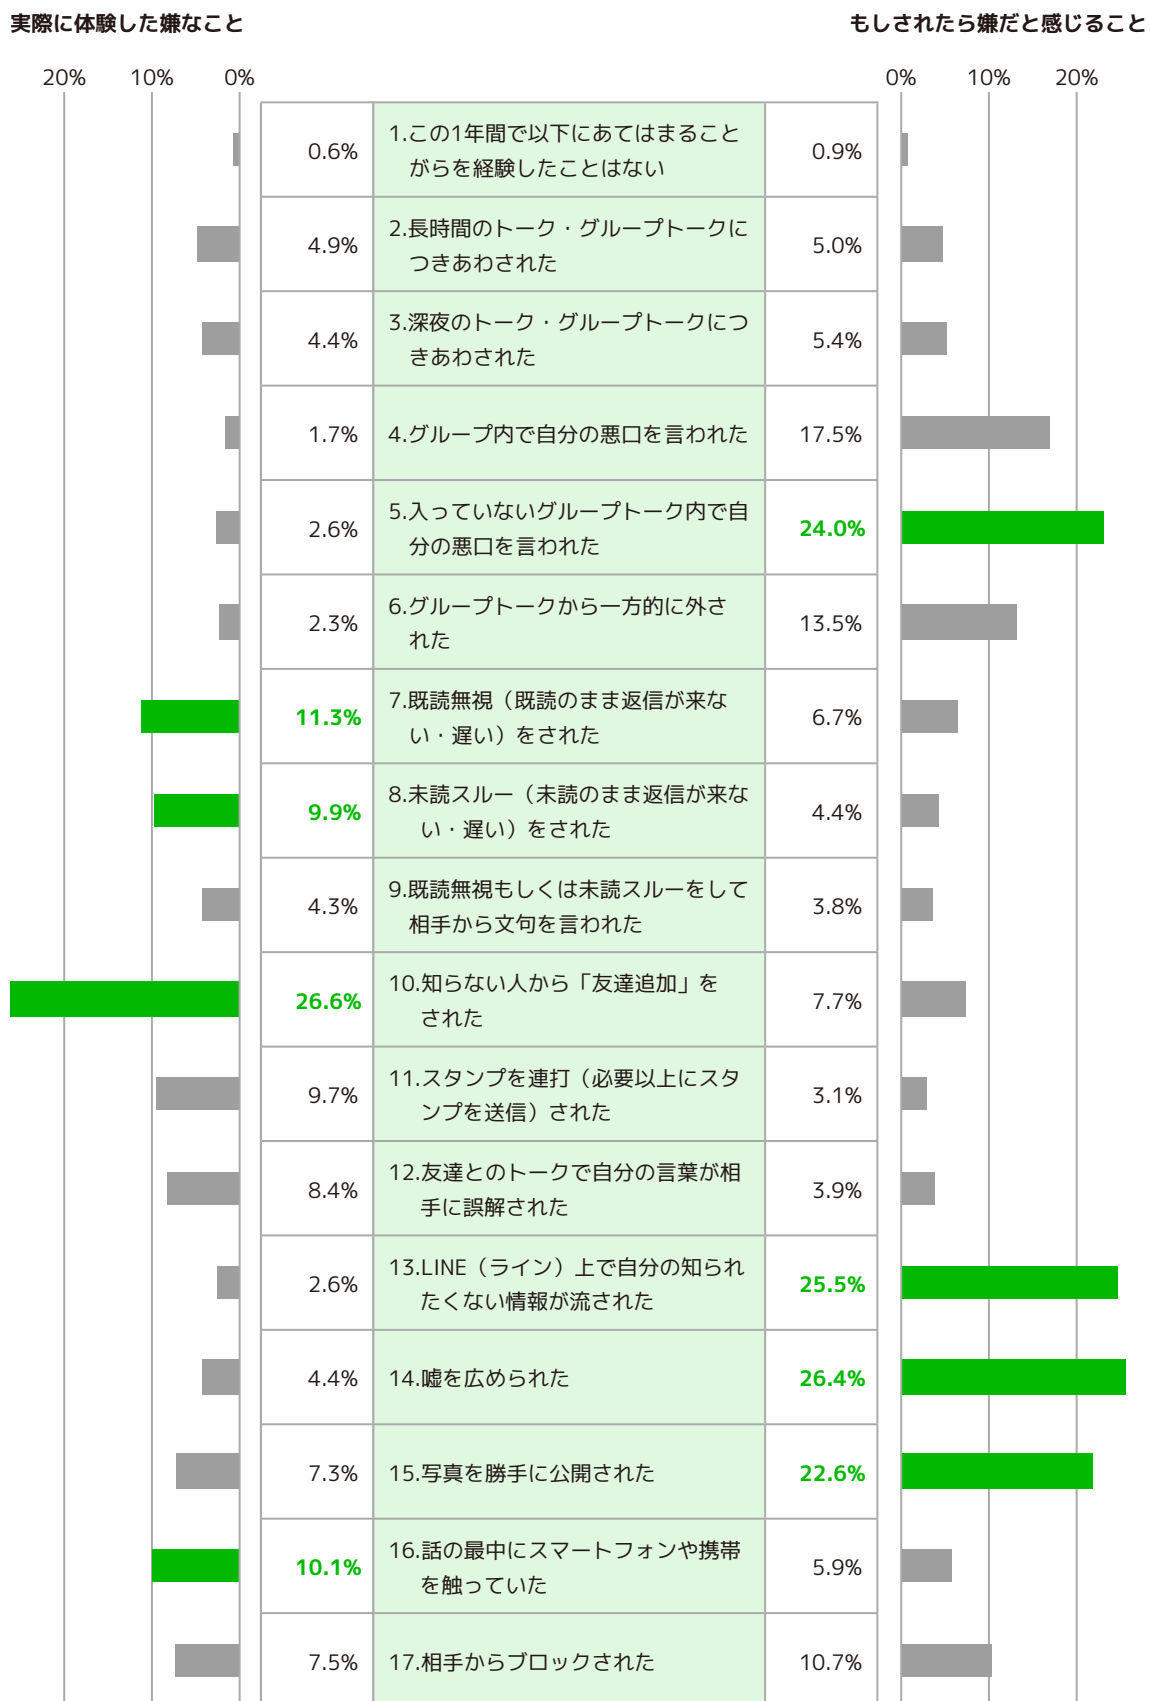 実際に体験した嫌なこと
もしされたら嫌だと感じること
20% 10% 0%
0% 10% 20%
0.6%
1.この1年間で以下にあてはまること
がらを経験したことはない
0.9%
4.9%
2.長時間のトーク・グループトークに
つきあわされた
5.0%
4.4%
3.深夜のトーク・グループトークにつ
きあわされた
5.4%
1.7%
4.グループ内で自分の悪口を言われた
17.5%
2.6%
5.入っていないグループトーク内で自
分の悪口を言われた
24.0%
2.3%
6.グループトークから一方的に外さ
れた
13.5%
11.3%
7.既読無視（既読のまま返信が来な
い・遅い）をされた
6.7%
9.9%
8.未読スルー（未読のまま返信が来な
い・遅い）をされた
4.4%
4.3%
9.既読無視もしくは未読スルーをして
相手から文句を言われた
3.8%
26.6%
10.知らない人から「友達追加」を
された
7.7%
9.7%
11.スタンプを連打（必要以上にスタ
ンプを送信）された
3.1%
8.4%
12.友達とのトークで自分の言葉が相
手に誤解された
3.9%
2.6%
13.LINE（ライン）上で自分の知られ
たくない情報が流された
25.5%
4.4%
14.嘘を広められた
26.4%
7.3%
15.写真を勝手に公開された
22.6%
10.1%
16.話の最中にスマートフォンや携帯
を触っていた
5.9%
7.5%
17.相手からブロックされた
10.7%